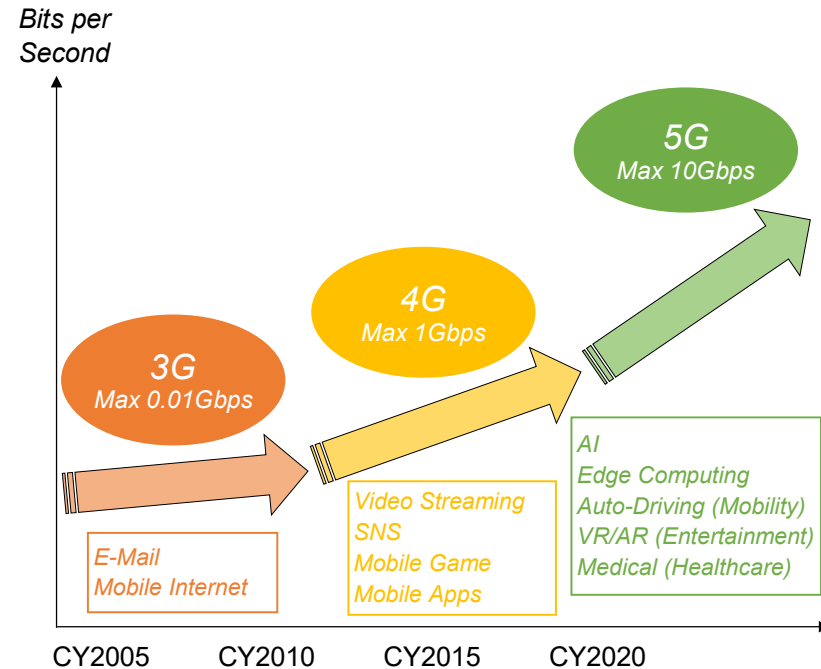 Bits per
Second
5G
Max 10Gbps
4G
Max 1Gbps
3G
Max 0.01Gbps
AI
Edge Computing
Auto-Driving (Mobility)
VR/AR (Entertainment)
Medical (Healthcare)
Video Streaming
SNS
Mobile Game
Mobile Apps
E-Mail
Mobile Internet
CY2005
CY2010
CY2015
CY2020